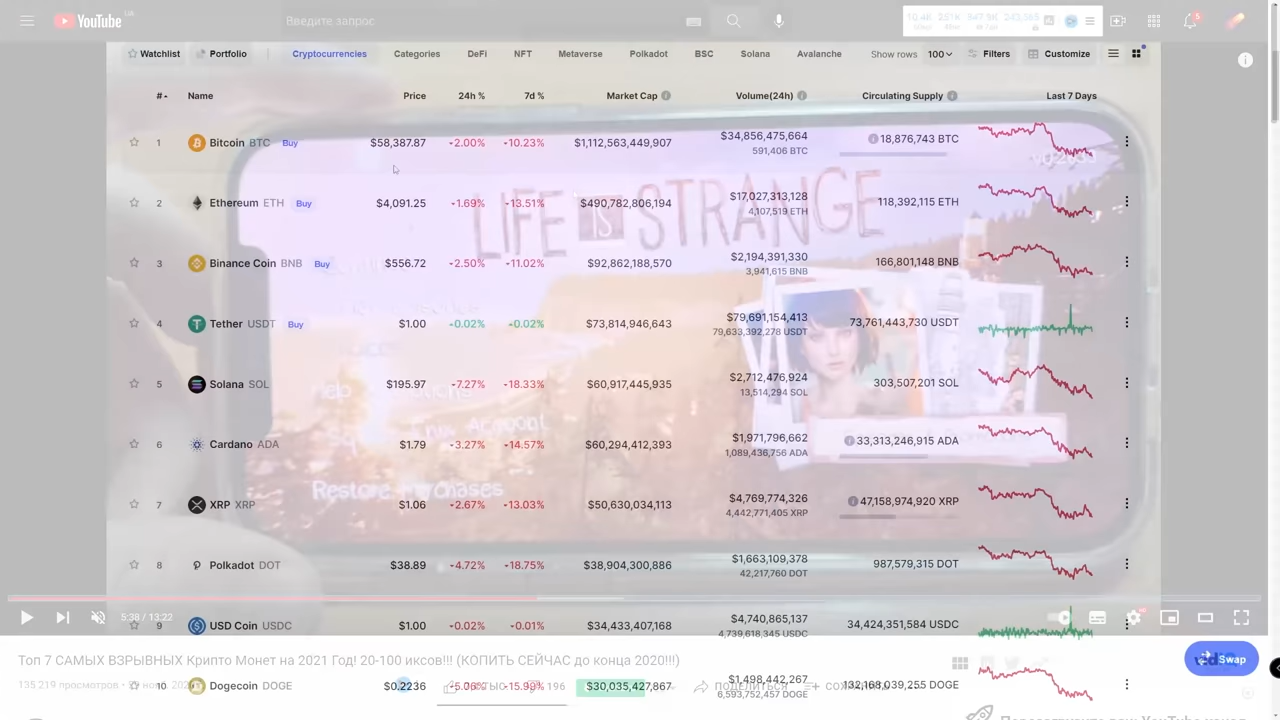 YouTube UA Введите запрос 5
Watchlist Portfolio Cryptocurrencies Categories DeFi NFT Metaverse Polkadot BSC Solana Avalanche Show rows 100 Filters Customize
# Name Price 24h % 7d % Market Cap Volume(24h) Circulating Supply Last 7 Days
1 Bitcoin BTC Buy $58,387.87 -2.00% -10.23% $1,112,563,449,907 $34,856,475,664 18,876,743 BTC
591,406 BTC
LIFE IS STRANGE
2 Ethereum ETH Buy $4,091.25 -1.69% -13.51% $490,782,806,194 $17,027,313,128 118,392,115 ETH
4,107,519 ETH
3 Binance Coin BNB Buy $556.72 -2.50% -11.02% $92,862,188,570 $2,194,391,330 166,801,148 BNB
3,941,615 BNB
4 Tether USDT Buy $1.00 -0.02% -0.02% $73,814,946,643 $79,691,154,413 73,761,443,730 USDT
79,633,392,278 USDT
5 Solana SOL $195.97 -7.27% -18.33% $60,917,445,935 $2,712,476,924 303,507,201 SOL
13,514,294 SOL
6 Cardano ADA $1.79 -3.27% -14.57% $60,294,412,393 $1,971,796,662 33,313,246,915 ADA
1,089,436,756 ADA
Restore Purchases
7 XRP XRP $1.06 -2.67% -13.03% $50,630,034,113 $4,769,774,326 47,158,974,920 XRP
4,442,771,405 XRP
8 Polkadot DOT $38.89 -4.72% -18.75% $38,904,300,886 $1,663,109,378 987,579,315 DOT
42,217,760 DOT
5:38 / 13:22
9 USD Coin USDC $1.00 -0.02% -0.01% $34,433,407,168 $4,740,865,137 34,424,351,584 USDC
4,739,618,345 USDC
Топ 7 САМЫХ ВЗРЫВНЫХ Крипто Монет на 2021 Год! 20-100 иксов!!! (КОПИТЬ СЕЙЧАС до конца 2020!!!)
Swap
135 219 просмотров
10 Dogecoin DOGE $0.2236 -5.06% -15.99% $30,035,427,867 $1,498,442,267 132,168,039,255 DOGE
6,593,752,457 DOGE
196 ПОДЕЛИТЬСЯ